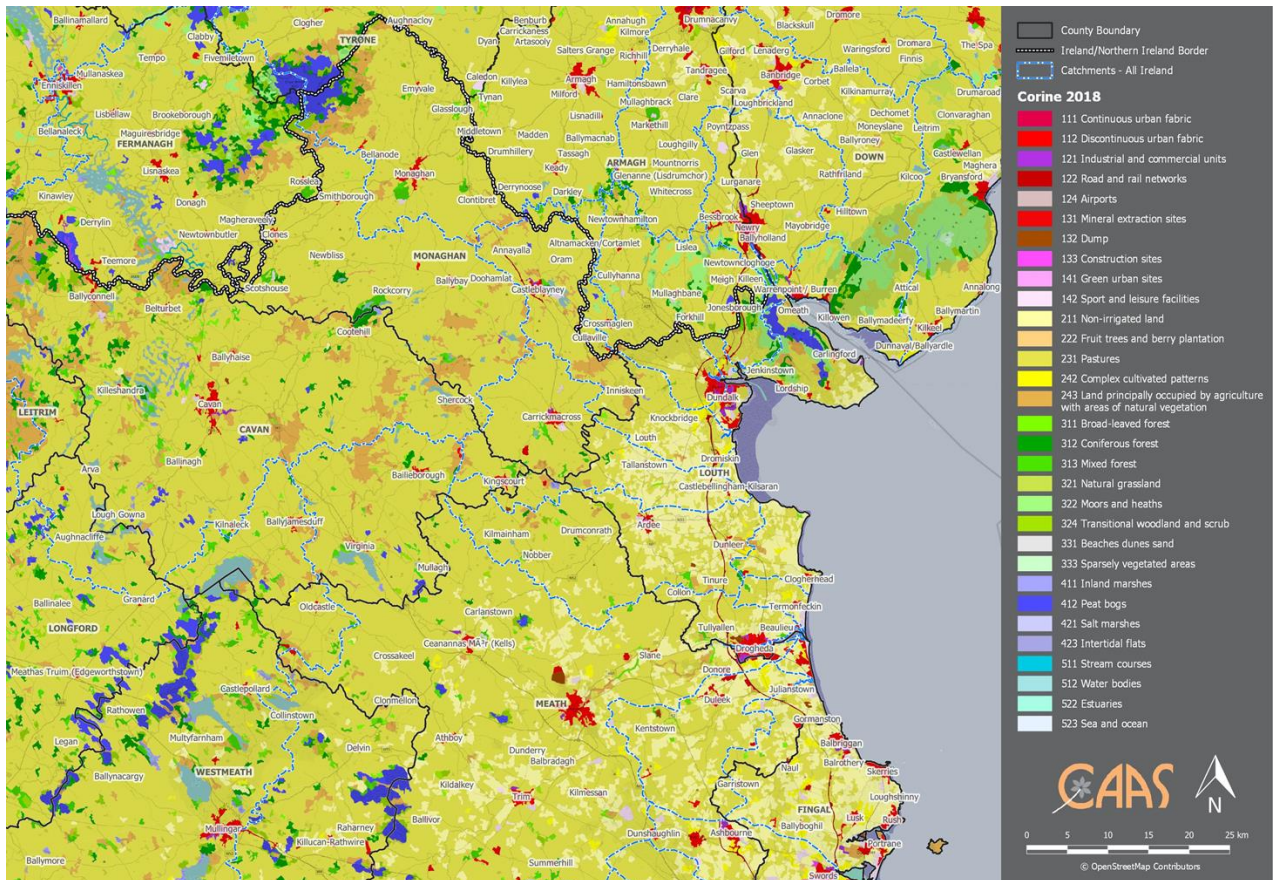 Ballinamallard
Clogher
Aughnacloy
Benburb
Carrickaness
Artasooly
Annahugh
Kilmore
Drumnacanvy
Blackskull
Dromore
Clabby
Fivemiletown
TYRONE
Dyan
Salters Grange
Richhill
Derryhale
Gilford
Lenaderg
Waringsford
Dromara
Finnis
The Spa
Tempo
Mullanaskea
Enniskillen
Emyvale
Caledon
Killylea
Tynan
Armagh
Milford
Hamiltonsbawn
Tandragee
Banbridge
Ballela
Corbet
Drumaroad
Lisbellaw
Brookeborough
Glaslough
Mullaghbrack
Clare
Scarva
Loughbrickland
Kilkinamurray
Bellanaleck
Maguiresbridge
FERMANAGH
Middletown
Madden
Lisnadill
Markethill
Poyntzpass
Annaclone
Dechomet
Moneyslane
Clonvaraghan
Leitrim
Lisnaskea
Bellanode
Drumhillery
Ballymacnab
Tassagh
Loughgilly
Glen
Ballyroney
Glasker
DOWN
Castlewellan
Maghera
Monaghan
Keady
ARMAGH
Mountnorris
Glenanne (Lisdrumchor)
Rathfriland
Kilcoo
Bryansford
Kinawley
Rosslea
Smithborough
Derrynoose
Darkley
Whitecross
Lurganare
Donagh
Clontibret
Sheeptown
Hilltown
Derrylin
Magheraveely
Newtownbutler
Clones
Newtownhamilton
Bessbrook
Newry
Ballyholland
Mayobridge
Teemore
Newbliss
MONAGHAN
Annayalla
Altnamacken/Cortamlet
Oram
Lislea
Ballyconnell
Scotshouse
Ballybay
Doohamlat
Cullyhanna
Newtowncloghoge
Meigh
Killeen
Attical
Annalong
Belturbet
Rockcorry
Castleblayney
Mullaghbane
Warrenpoint / Burren
Killowen
Ballymartin
Cootehill
Crossmaglen
Forkhill
Jonesborough
Omeath
Ballymadeerfy
Kilkeel
Cullaville
Dunnaval/Ballyardle
Ballyhaise
Carlingford
Killeshandra
Inniskeen
Jenkinstown
LEITRIM
Cavan
Shercock
Dundalk
Lordship
CAVAN
Carrickmacross
Knockbridge
Louth
Arva
Ballinagh
Bailieborough
Tallanstown
Dromiskin
LOUTH
Kingscourt
Castlebellingham-Kilsaran
Lough Gowna
Aughnacliffe
Kilnaleck
Ballyjamesduff
Ardee
Kilmainham
Drumconrath
Virginia
Nobber
Dunleer
Mullagh
Tinure
Clogherhead
Ballinalee
Granard
Oldcastle
Collon
LONGFORD
Carlanstown
Termonfeckin
Tullyallen
Beaulieu
Crossakeel
Ceanannas MÃ³r (Kells)
Slane
Drogheda
Meathas Truim (Edgeworthstown)
Donore
Castlepollard
Julianstown
Rathowen
Clonmellon
MEATH
Duleek
Collinstown
Legan
Multyfarnham
Athboy
Kentstown
Gormanston
Delvin
Dunderry
Balbradagh
Balbriggan
Ballynacargy
WESTMEATH
Naul
Balrothery
Skerries
Kildalkey
Kilmessan
Garristown
Loughshinny
Trim
FINGAL
Mullingar
Raharney
Ballivor
Lusk
Rush
Killucan-Rathwire
Dunshaughlin
Ashbourne
Ballyboghil
Portrane
Ballymore
Summerhill
Swords
County Boundary
Ireland/Northern Ireland Border
Catchments - All Ireland
Corine 2018
111 Continuous urban fabric
112 Discontinuous urban fabric
121 Industrial and commercial units
122 Road and rail networks
124 Airports
131 Mineral extraction sites
132 Dump
133 Construction sites
141 Green urban sites
142 Sport and leisure facilities
211 Non-irrigated land
222 Fruit trees and berry plantation
231 Pastures
242 Complex cultivated patterns
243 Land principally occupied by agriculture
with areas of natural vegetation
311 Broad-leaved forest
312 Coniferous forest
313 Mixed forest
321 Natural grassland
322 Moors and heaths
324 Transitional woodland and scrub
331 Beaches dunes sand
333 Sparsely vegetated areas
411 Inland marshes
412 Peat bogs
421 Salt marshes
423 Intertidal flats
511 Stream courses
512 Water bodies
522 Estuaries
523 Sea and ocean
CAAS
N
0 5 10 15 20 25 km
© OpenStreetMap Contributors